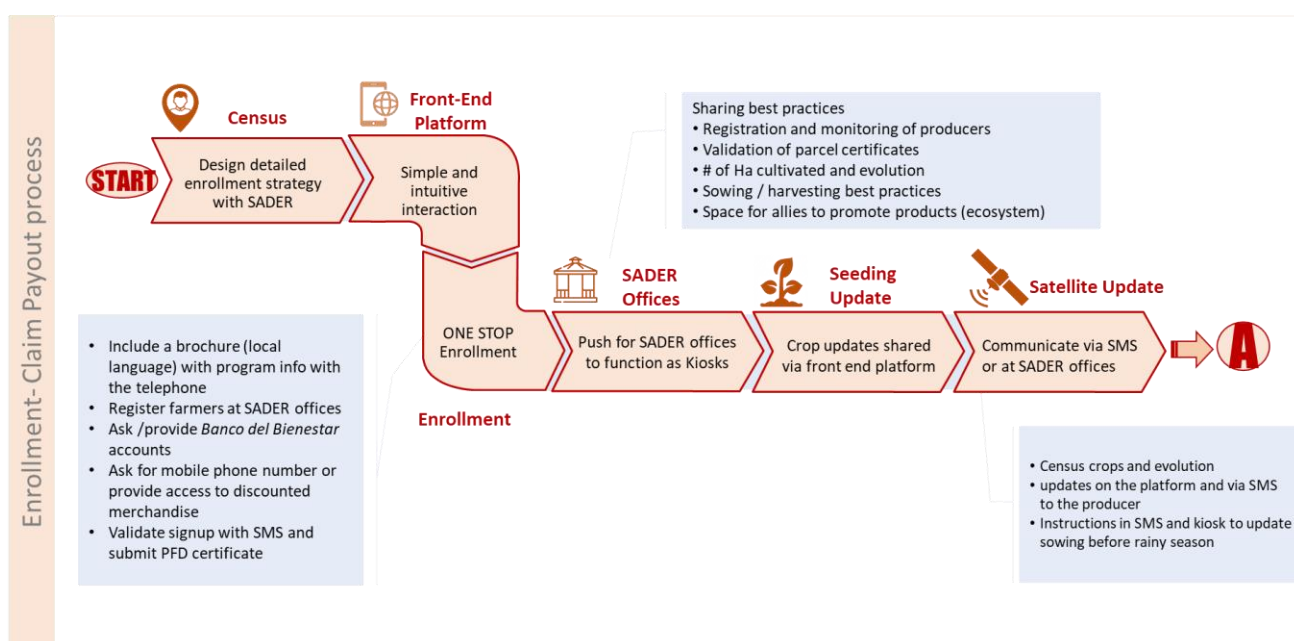 Enrollment- Claim Payout process
START
Census
Design detailed
enrollment strategy
with SADER
Front-End
Platform
Simple and
intuitive
interaction
Sharing best practices
• Registration and monitoring of producers
• Validation of parcel certificates
• # of Ha cultivated and evolution
• Sowing / harvesting best practices
• Space for allies to promote products (ecosystem)
ONE STOP
Enrollment
Enrollment
SADER
Offices
Push for SADER offices
to function as Kiosks
Seeding
Update
Crop updates shared
via front end platform
Satellite Update
Communicate via SMS
or at SADER offices
A
• Include a brochure (local
language) with program info with
the telephone
• Register farmers at SADER offices
• Ask /provide Banco del Bienestar
accounts
• Ask for mobile phone number or
provide access to discounted
merchandise
• Validate signup with SMS and
submit PFD certificate
• Census crops and evolution
• updates on the platform and via SMS
to the producer
• Instructions in SMS and kiosk to update
sowing before rainy season